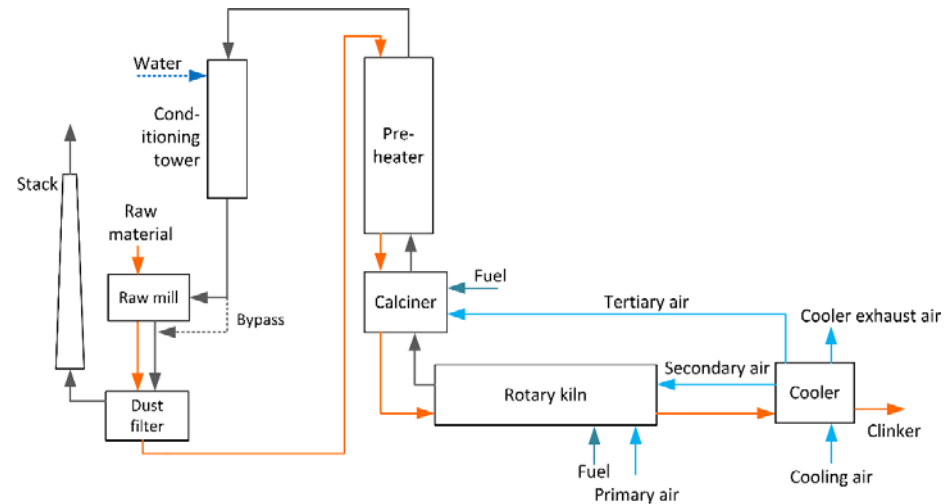 Water
Cond-
itioning
tower
Pre-
heater
Stack
Raw
material
Raw mill
Bypass
Dust
filter
Calciner
Fuel
Tertiary air
Cooler exhaust air
Secondary air
Rotary kiln
Cooler
Clinker
Fuel
Primary air
Cooling air